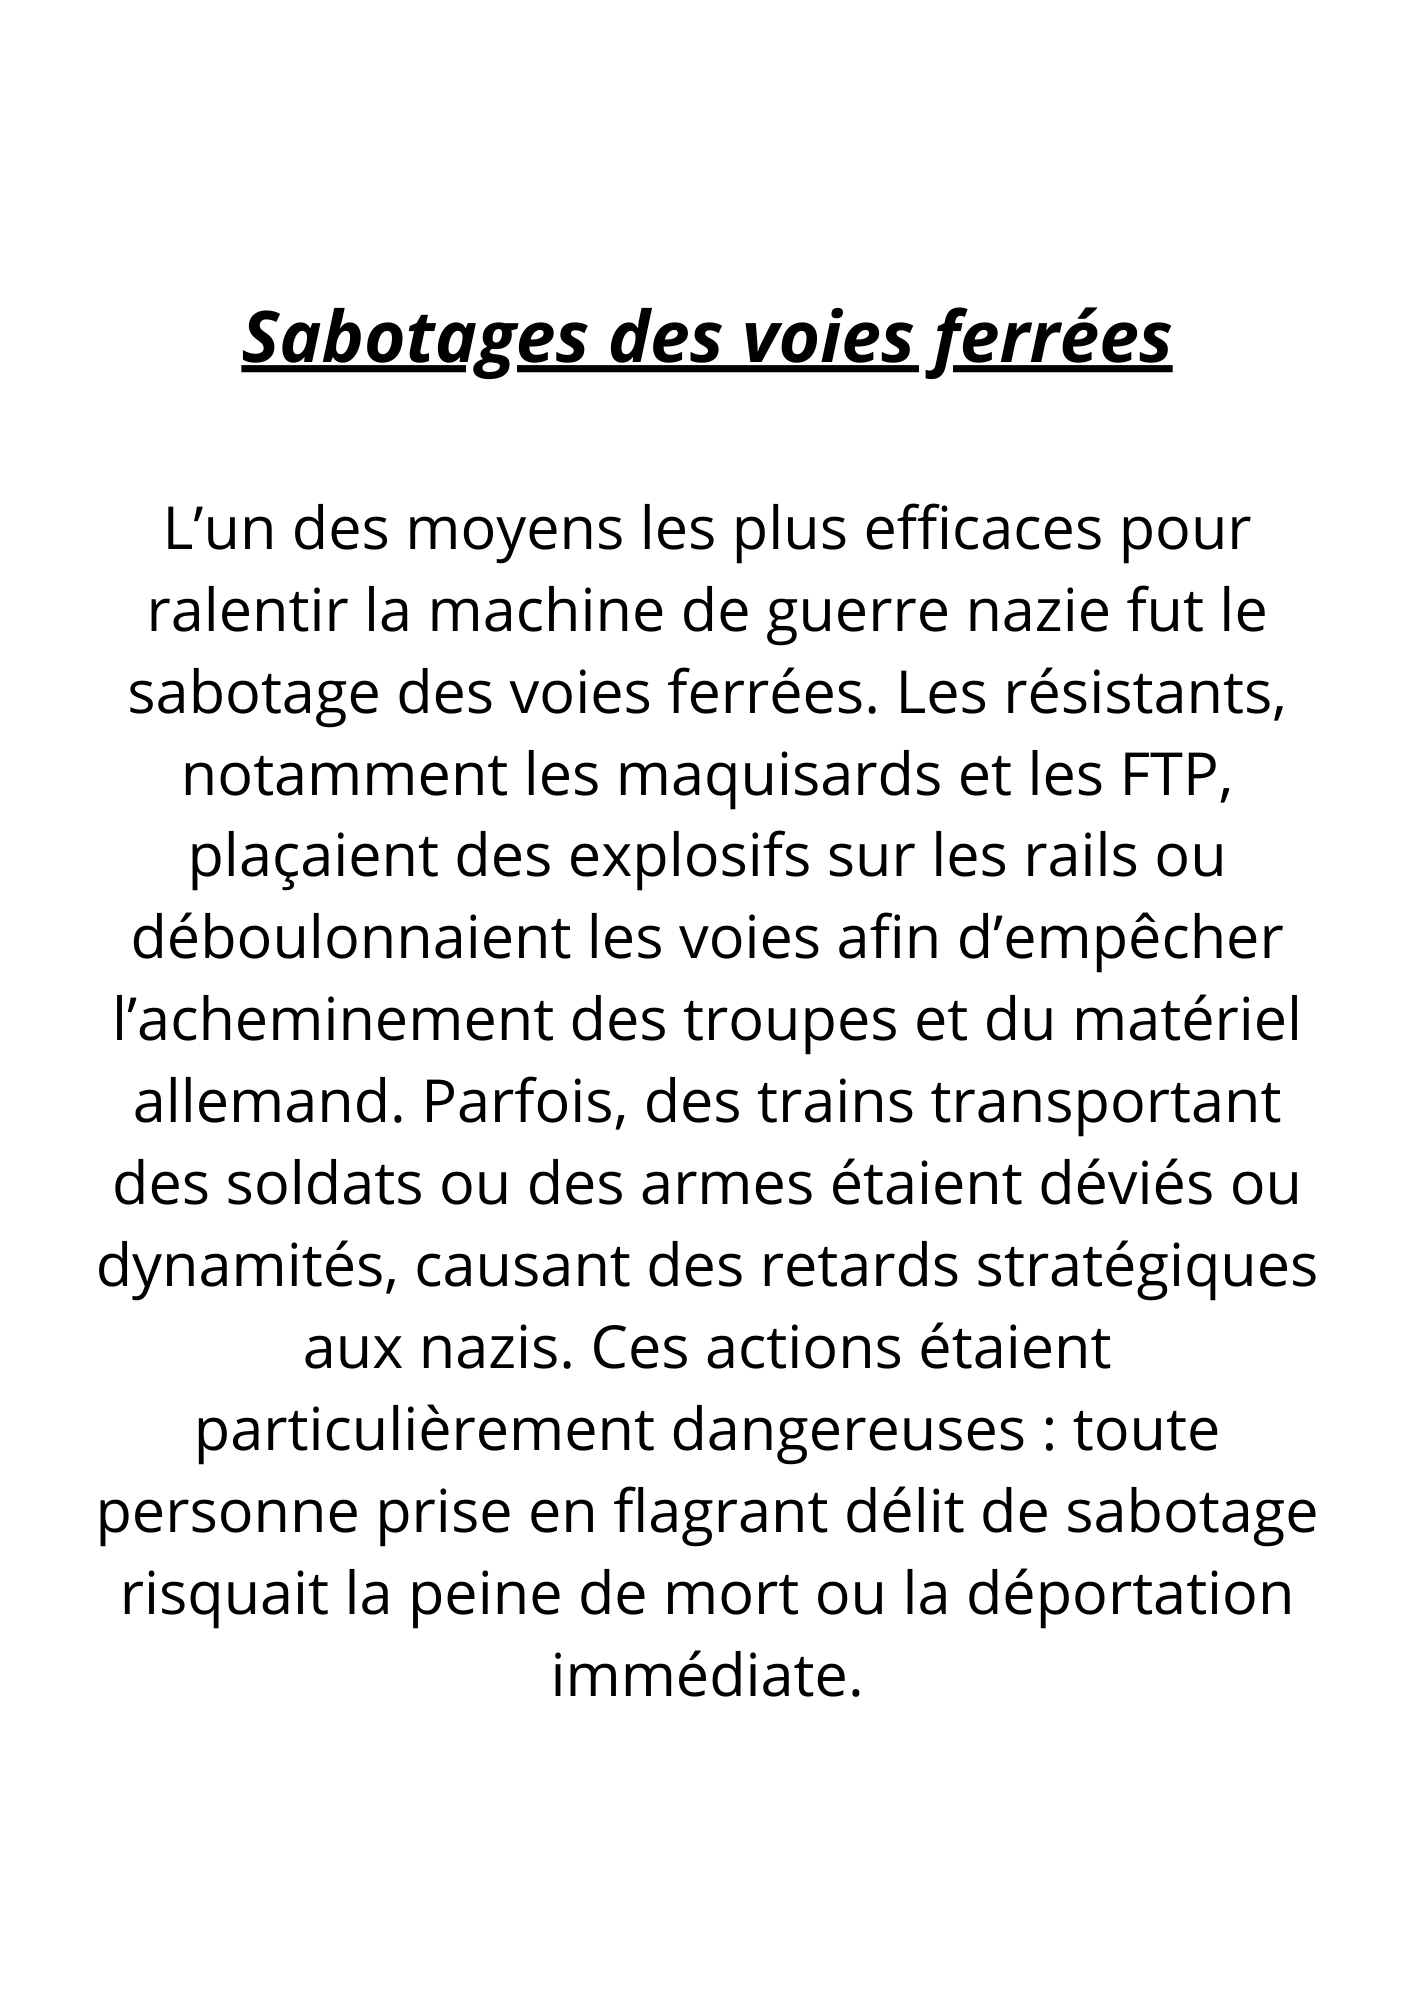 Sabotages des voies ferrées
L’un des moyens les plus efficaces pour
ralentir la machine de guerre nazie fut le
sabotage des voies ferrées. Les résistants,
notamment les maquisards et les FTP,
plaçaient des explosifs sur les rails ou
déboulonnaient les voies afin d’empêcher
l’acheminement des troupes et du matériel
allemand. Parfois, des trains transportant
des soldats ou des armes étaient déviés ou
dynamités, causant des retards stratégiques
aux nazis. Ces actions étaient
particulièrement dangereuses : toute
personne prise en flagrant délit de sabotage
risquait la peine de mort ou la déportation
immédiate.